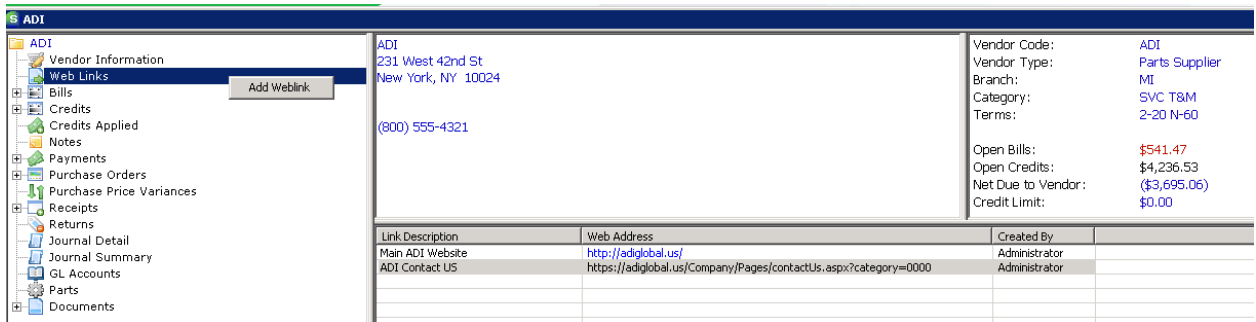 ADI
ADI
Vendor Information
Web Links
Add Weblink
Bills
Credits
Credits Applied
Notes
Payments
Purchase Orders
Purchase Price Variances
Receipts
Returns
Journal Detail
Journal Summary
GL Accounts
Parts
Documents
ADI
231 West 42nd St
New York, NY 10024
(800) 555-4321
Vendor Code: ADI
Vendor Type: Parts Supplier
Branch: MI
Category: SVC T&M
Terms: 2-20 N-60
Open Bills: $541.47
Open Credits: $4,236.53
Net Due to Vendor: ($3,695.06)
Credit Limit: $0.00
Link Description Web Address Created By
Main ADI Website http://adiglobal.us/ Administrator
ADI Contact US https://adiglobal.us/Company/Pages/contactUs.aspx?category=0000 Administrator